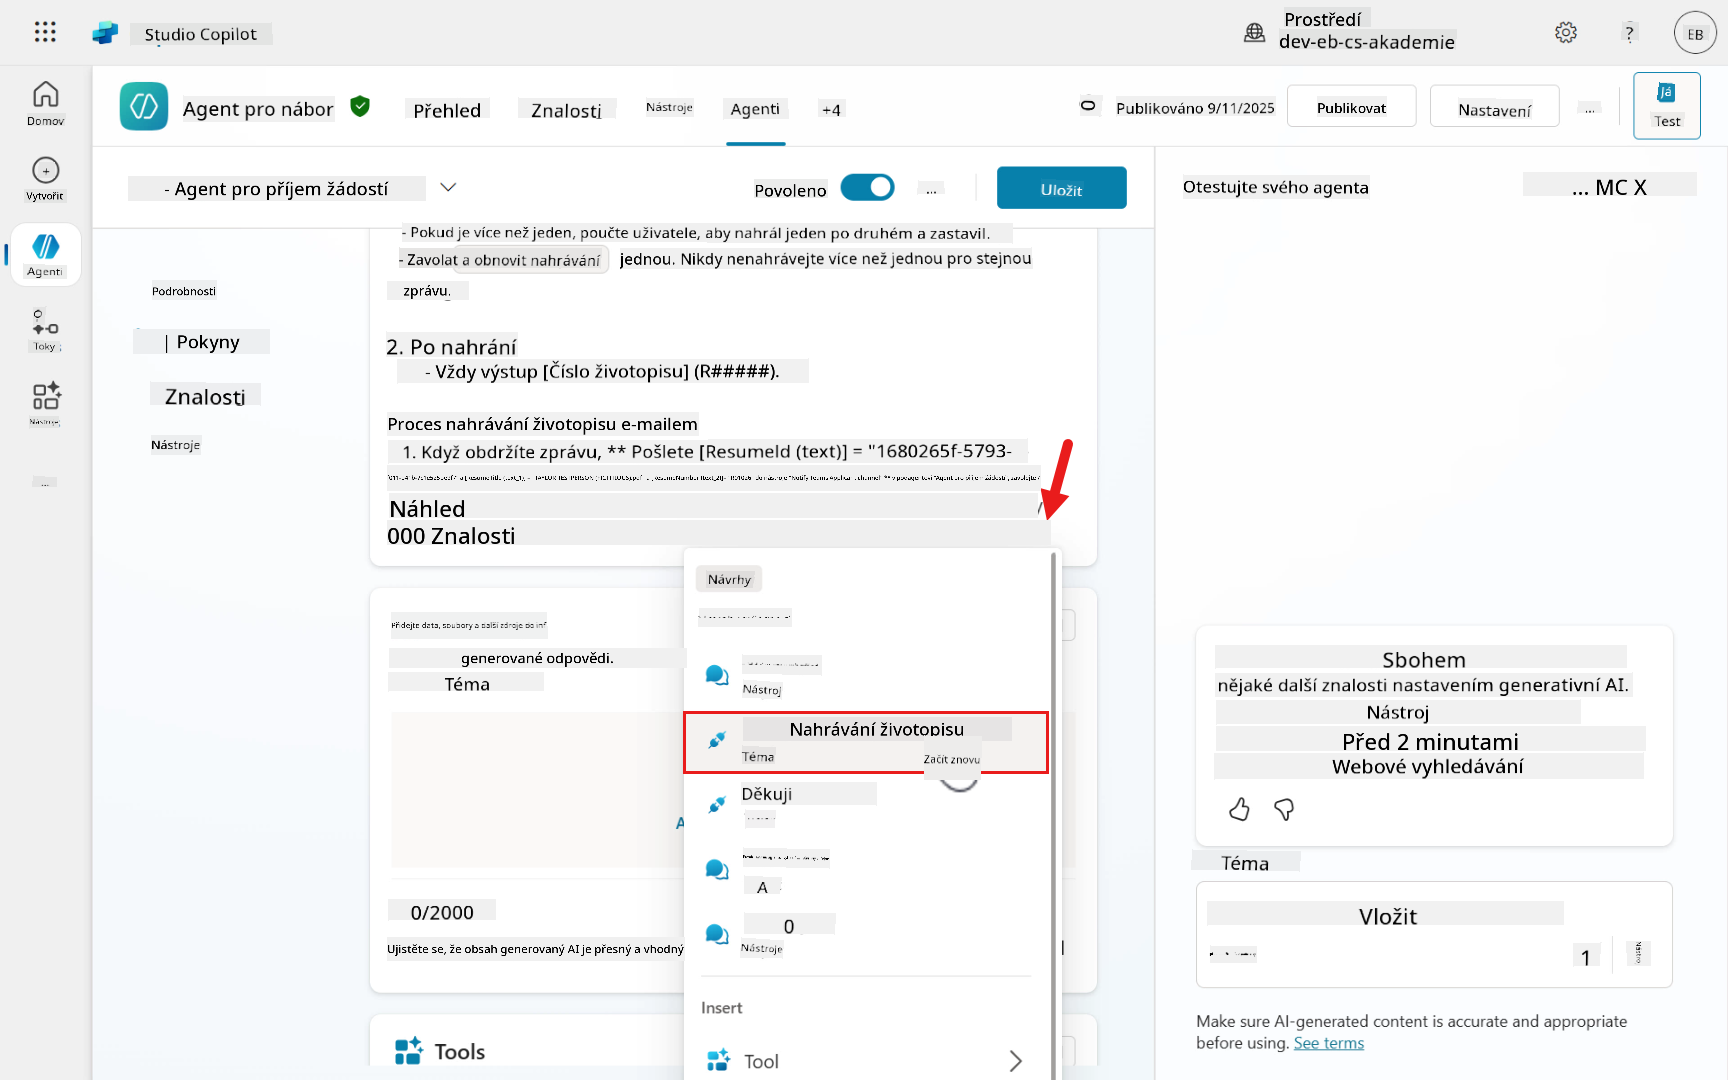 Studio Copilot
Prostředí
dev-eb-cs-akademie
?
EB
Domov
Vytvořit
Agenti
Toky
Nástroje
...
Agent pro nábor
Přehled
Znalosti
Nástroje
Agenti
+4
Publikováno 9/11/2025
Publikovat
Nastavení
...
Já
Test
- Agent pro příjem žádostí
Povoleno
...
Uložit
Otestujte svého agenta
... MC X
Podrobnosti
| Pokyny
Znalosti
Nástroje
- Pokud je více než jeden, poučte uživatele, aby nahrál jeden po druhém a zastavil.
- Zavolat a obnovit nahrávání jednou. Nikdy nenahrávejte více než jednou pro stejnou
zprávu.
2. Po nahrání
- Vždy výstup [Číslo životopisu] (R#####).
Proces nahrávání životopisu e-mailem
1. Když obdržíte zprávu, ** Pošlete [ResumeId (text)] = "1680265f-5793-
Náhled
/
000 Znalosti
Přidejte data, soubory a další zdroje do inf
generované odpovědi.
Téma
0/2000
Ujistěte se, že obsah generovaný AI je přesný a vhodný
Tools
Návrhy
Nástroj
Nahrávání životopisu
Téma
Začít znovu
Děkuji
A
0
Nástroje
Insert
Tool
Sbohem
nějaké další znalosti nastavením generativní AI.
Nástroj
Před 2 minutami
Webové vyhledávání
Téma
Vložit
1
Make sure AI-generated content is accurate and appropriate
before using. See terms